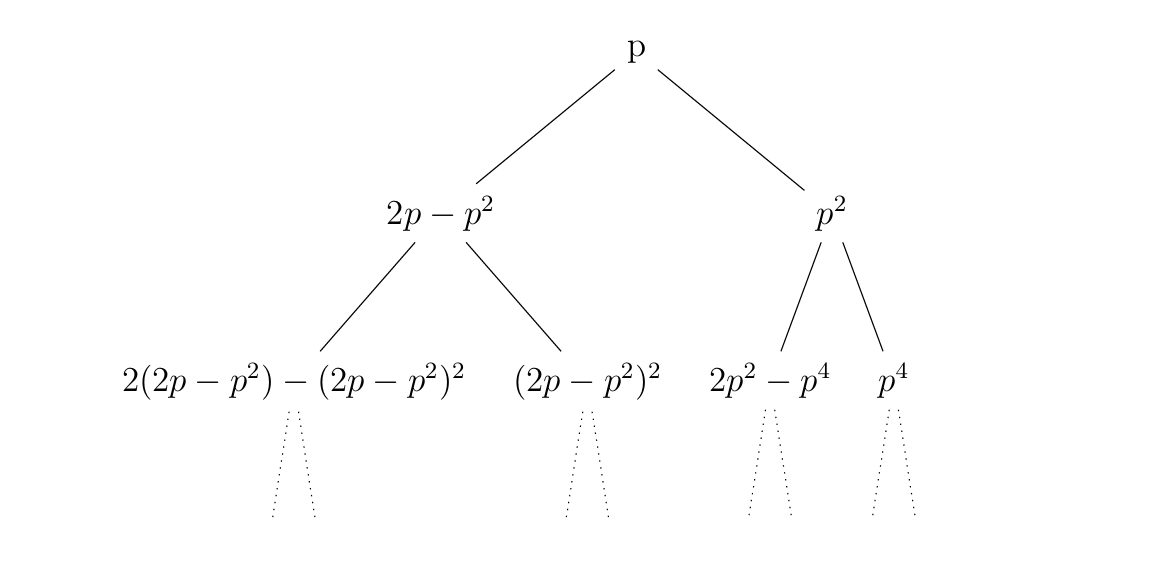 p
2p − p²
p²
2(2p − p²) − (2p − p²)²
(2p − p²)²
2p² − p⁴
p⁴